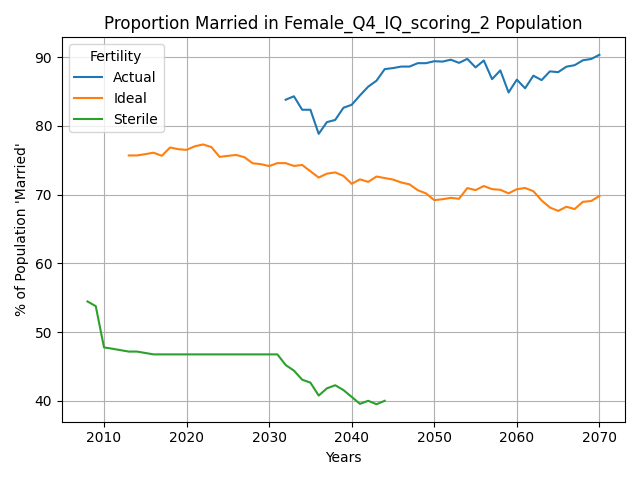 Proportion Married in Female_Q4_IQ_scoring_2 Population
% of Population 'Married'
90
80
70
60
50
40
Fertility
Actual
Ideal
Sterile
2010 2020 2030 2040 2050 2060 2070
Years